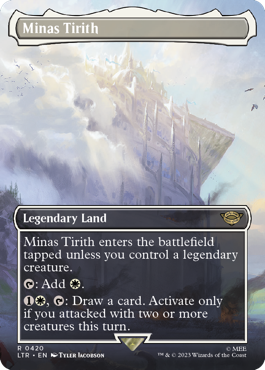 Minas Tirith
Legendary Land
Minas Tirith enters the battlefield
tapped unless you control a legendary
creature.
: Add .
1, : Draw a card. Activate only
if you attacked with two or more
creatures this turn.
R 0420
LTR • EN Tyler Jacobson
© MEE
™ & © 2023 Wizards of the Coast